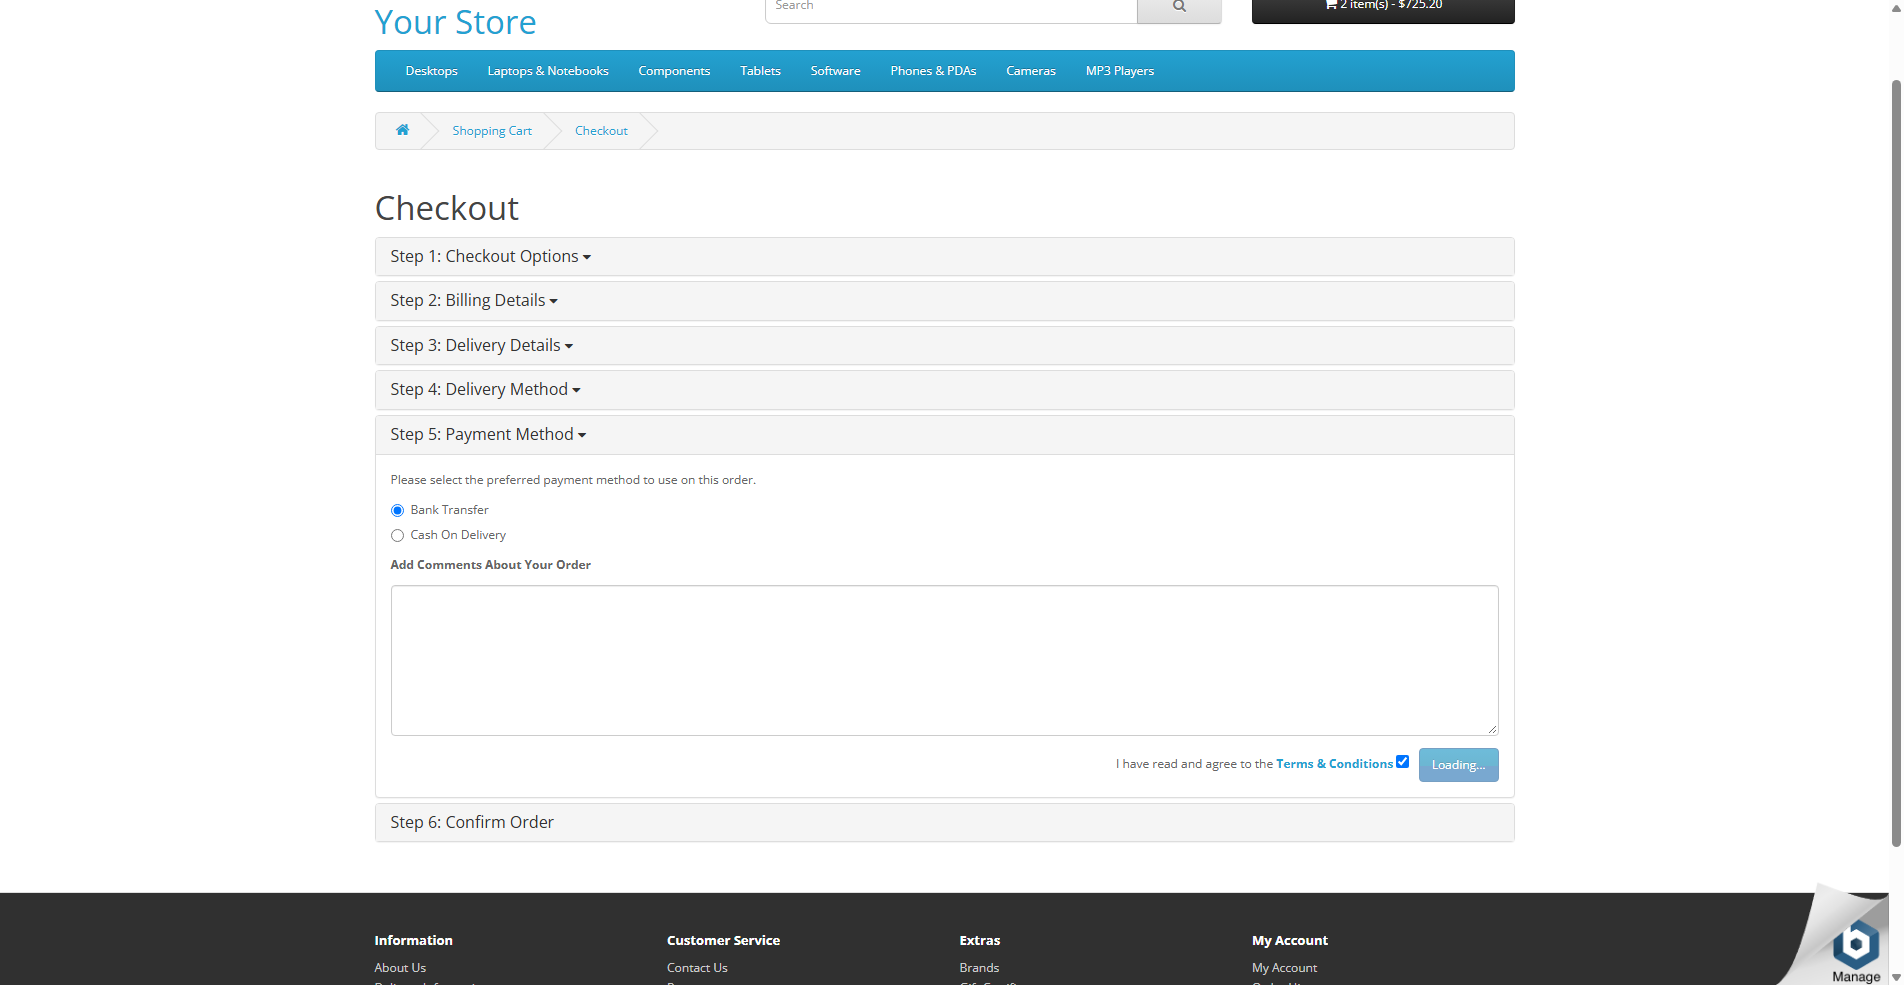 Your Store
Search
2 item(s) - $725.20
Desktops
Laptops & Notebooks
Components
Tablets
Software
Phones & PDAs
Cameras
MP3 Players
Shopping Cart
Checkout
Checkout
Step 1: Checkout Options
Step 2: Billing Details
Step 3: Delivery Details
Step 4: Delivery Method
Step 5: Payment Method
Please select the preferred payment method to use on this order.
Bank Transfer
Cash On Delivery
Add Comments About Your Order
I have read and agree to the Terms & Conditions
Loading...
Step 6: Confirm Order
Information
Customer Service
Extras
My Account
About Us
Contact Us
Brands
My Account
Manage